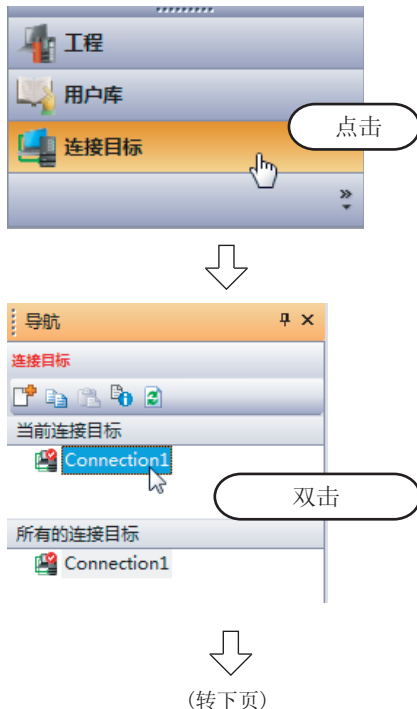 工程
用户库
点击
连接目标
导航
连接目标
当前连接目标
Connection1
双击
所有的连接目标
Connection1
(转下页)